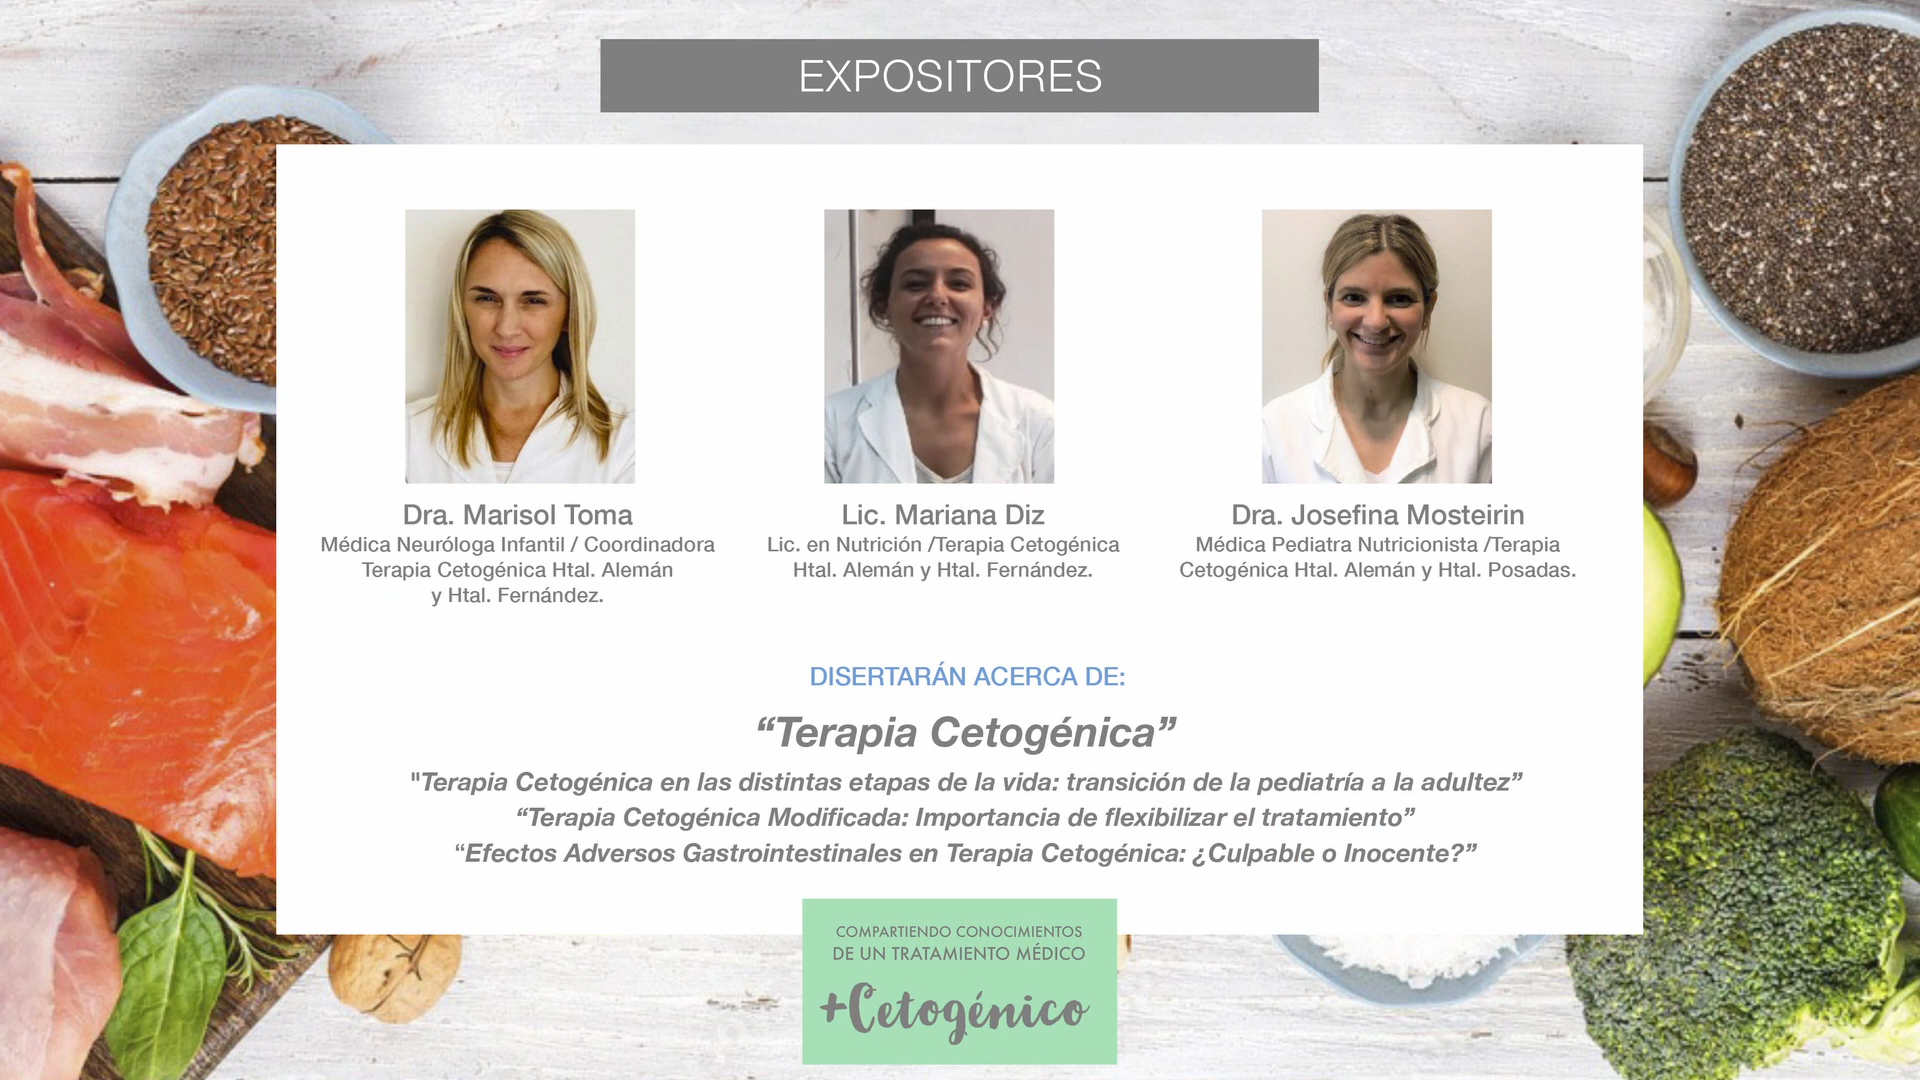 EXPOSITORES
Dra. Marisol Toma
Médica Neuróloga Infantil / Coordinadora
Terapia Cetogénica Htal. Alemán
y Htal. Fernández.
Lic. Mariana Diz
Lic. en Nutrición /Terapia Cetogénica
Htal. Alemán y Htal. Fernández.
Dra. Josefina Mosteirin
Médica Pediatra Nutricionista /Terapia
Cetogénica Htal. Alemán y Htal. Posadas.
DISERTARÁN ACERCA DE:
“Terapia Cetogénica”
"Terapia Cetogénica en las distintas etapas de la vida: transición de la pediatría a la adultez”
“Terapia Cetogénica Modificada: Importancia de flexibilizar el tratamiento”
“Efectos Adversos Gastrointestinales en Terapia Cetogénica: ¿Culpable o Inocente?”
COMPARTIENDO CONOCIMIENTOS
DE UN TRATAMIENTO MÉDICO
+Cetogénico